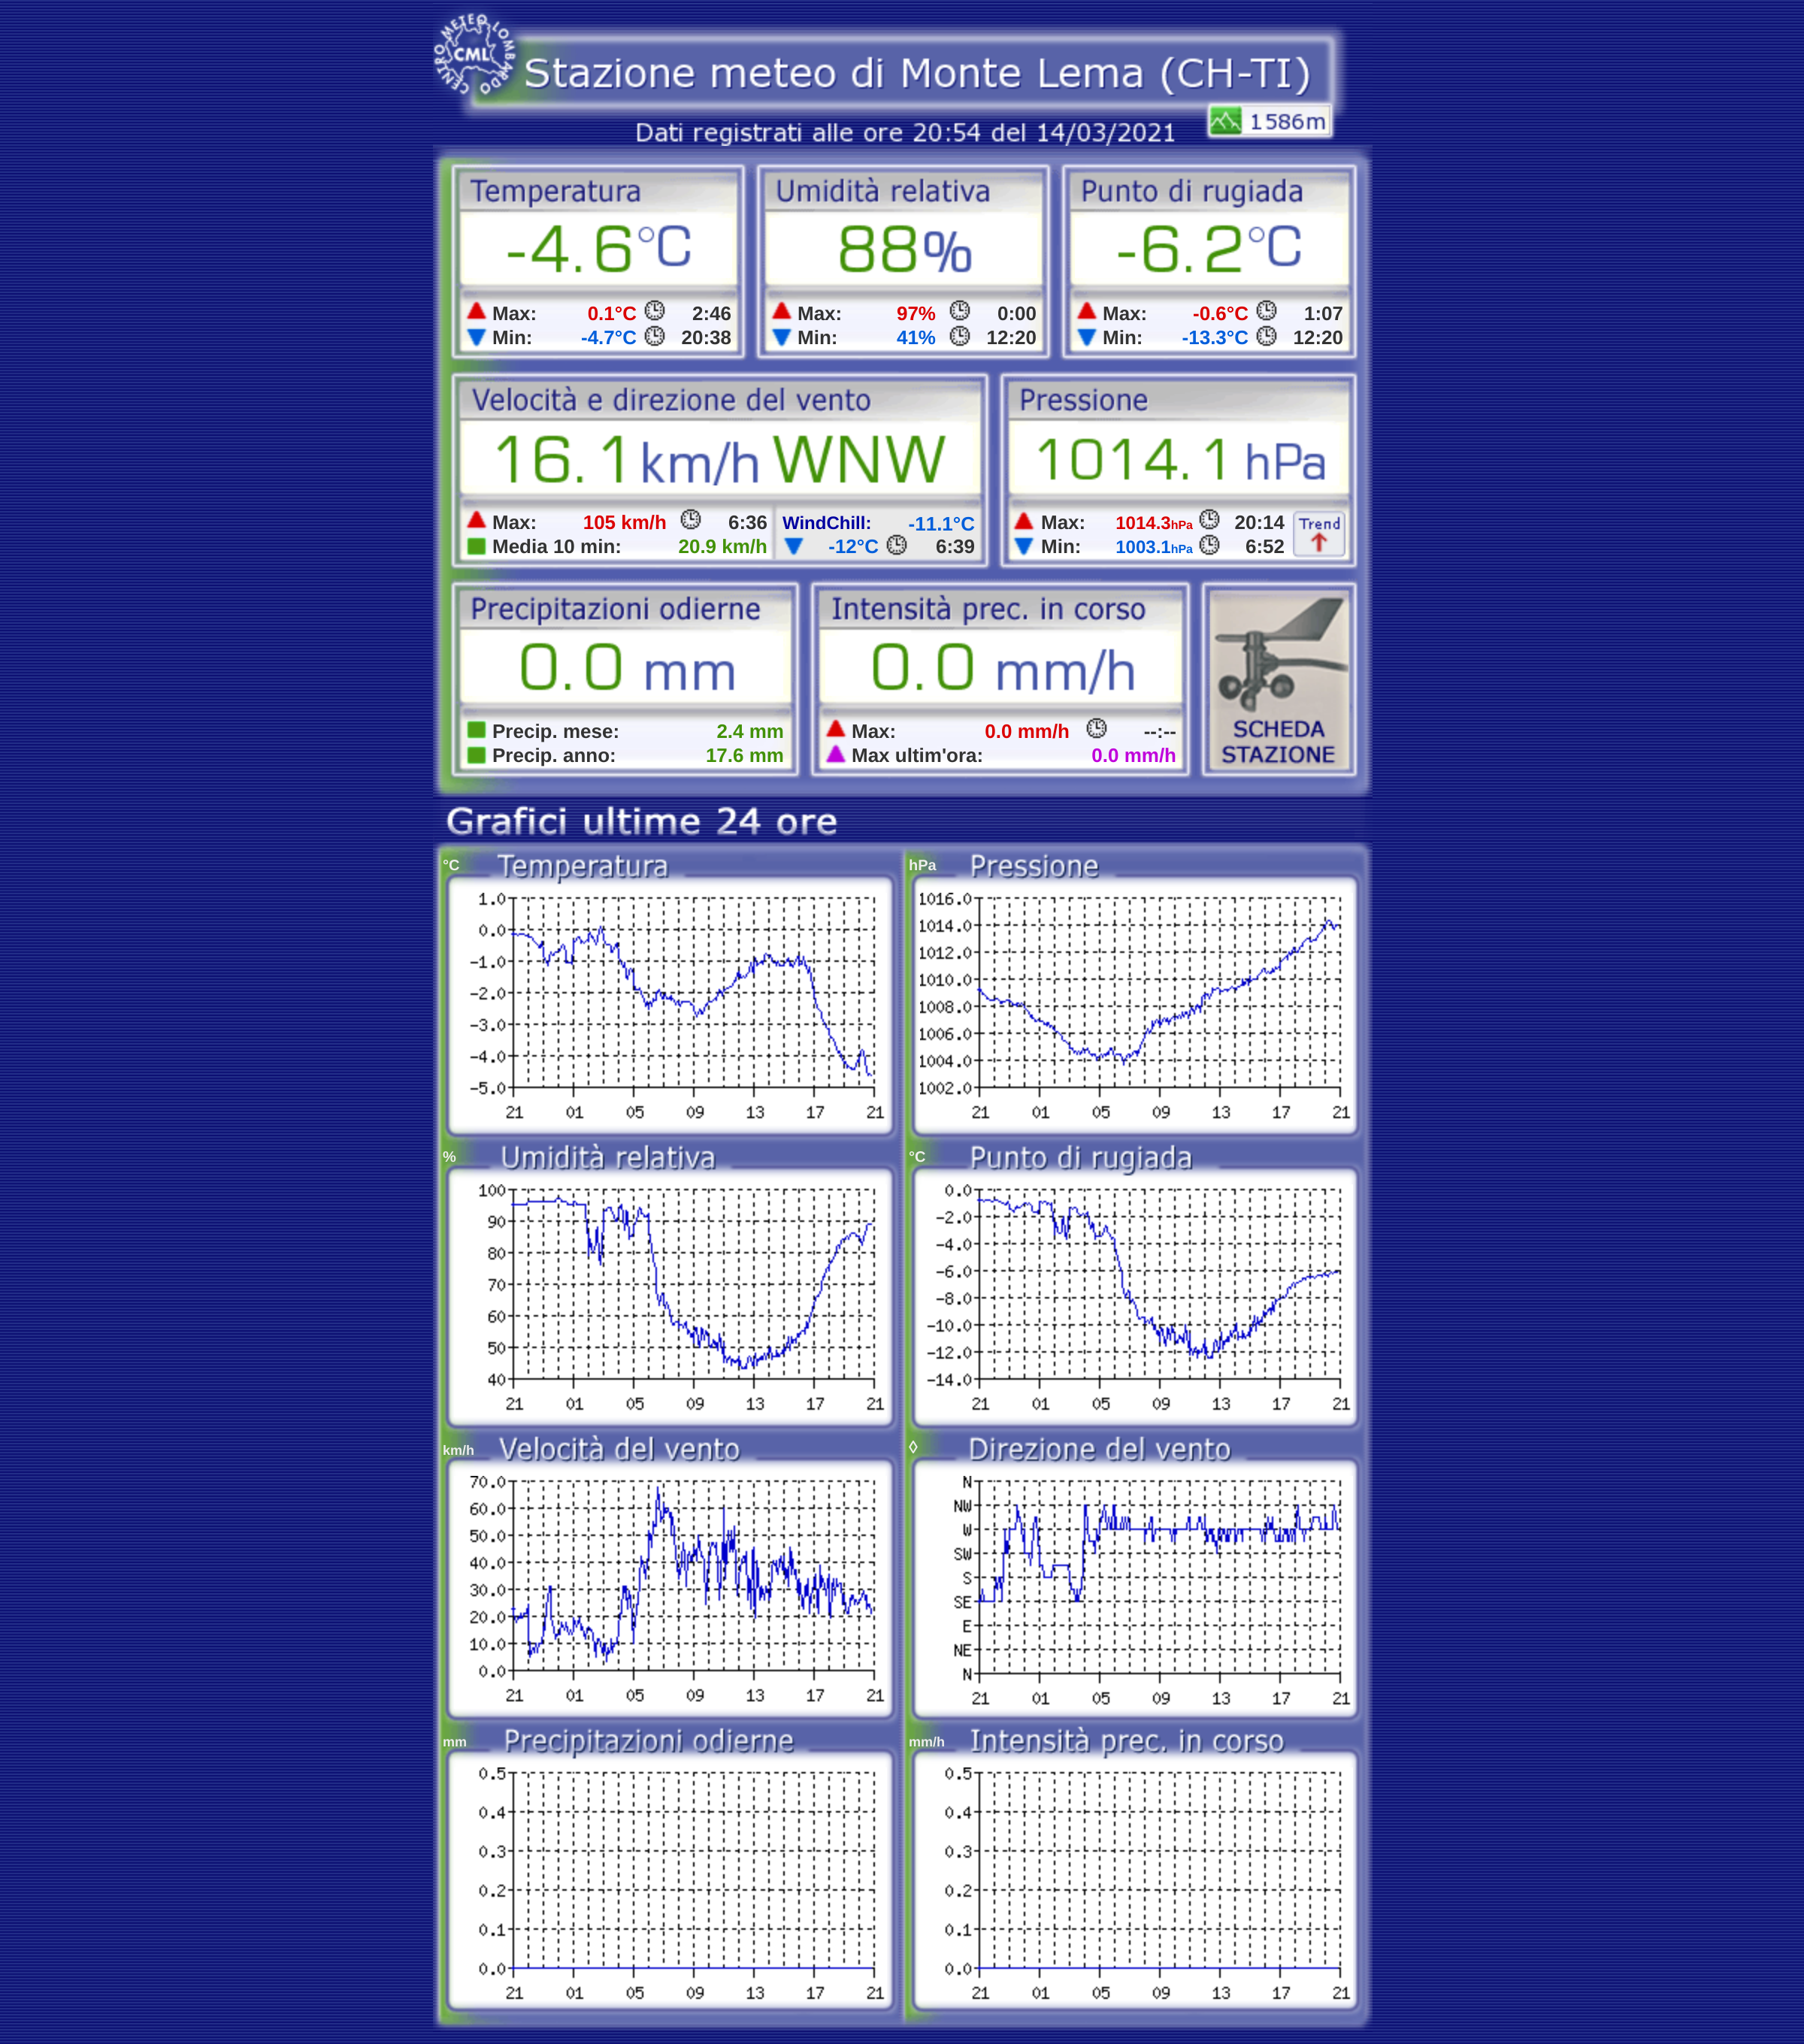 CENTRO METEO LOMBARDO
CML
Stazione meteo di Monte Lema (CH-TI)
1586m
Dati registrati alle ore 20:54 del 14/03/2021
Temperatura
-4.6°C
Max: 0.1°C 2:46
Min: -4.7°C 20:38
Umidità relativa
88%
Max: 97% 0:00
Min: 41% 12:20
Punto di rugiada
-6.2°C
Max: -0.6°C 1:07
Min: -13.3°C 12:20
Velocità e direzione del vento
16.1 km/h WNW
Max: 105 km/h 6:36
Media 10 min: 20.9 km/h
WindChill: -11.1°C
-12°C 6:39
Pressione
1014.1 hPa
Max: 1014.3hPa 20:14
Min: 1003.1hPa 6:52
Trend
Precipitazioni odierne
0.0 mm
Precip. mese: 2.4 mm
Precip. anno: 17.6 mm
Intensità prec. in corso
0.0 mm/h
Max: 0.0 mm/h --:--
Max ultim'ora: 0.0 mm/h
SCHEDA
STAZIONE
Grafici ultime 24 ore
°C Temperatura
1.0
0.0
-1.0
-2.0
-3.0
-4.0
-5.0
21 01 05 09 13 17 21
hPa Pressione
1016.0
1014.0
1012.0
1010.0
1008.0
1006.0
1004.0
1002.0
21 01 05 09 13 17 21
% Umidità relativa
100
90
80
70
60
50
40
21 01 05 09 13 17 21
°C Punto di rugiada
0.0
-2.0
-4.0
-6.0
-8.0
-10.0
-12.0
-14.0
21 01 05 09 13 17 21
km/h Velocità del vento
70.0
60.0
50.0
40.0
30.0
20.0
10.0
0.0
21 01 05 09 13 17 21
◊ Direzione del vento
N
NW
W
SW
S
SE
E
NE
N
21 01 05 09 13 17 21
mm Precipitazioni odierne
0.5
0.4
0.3
0.2
0.1
0.0
21 01 05 09 13 17 21
mm/h Intensità prec. in corso
0.5
0.4
0.3
0.2
0.1
0.0
21 01 05 09 13 17 21